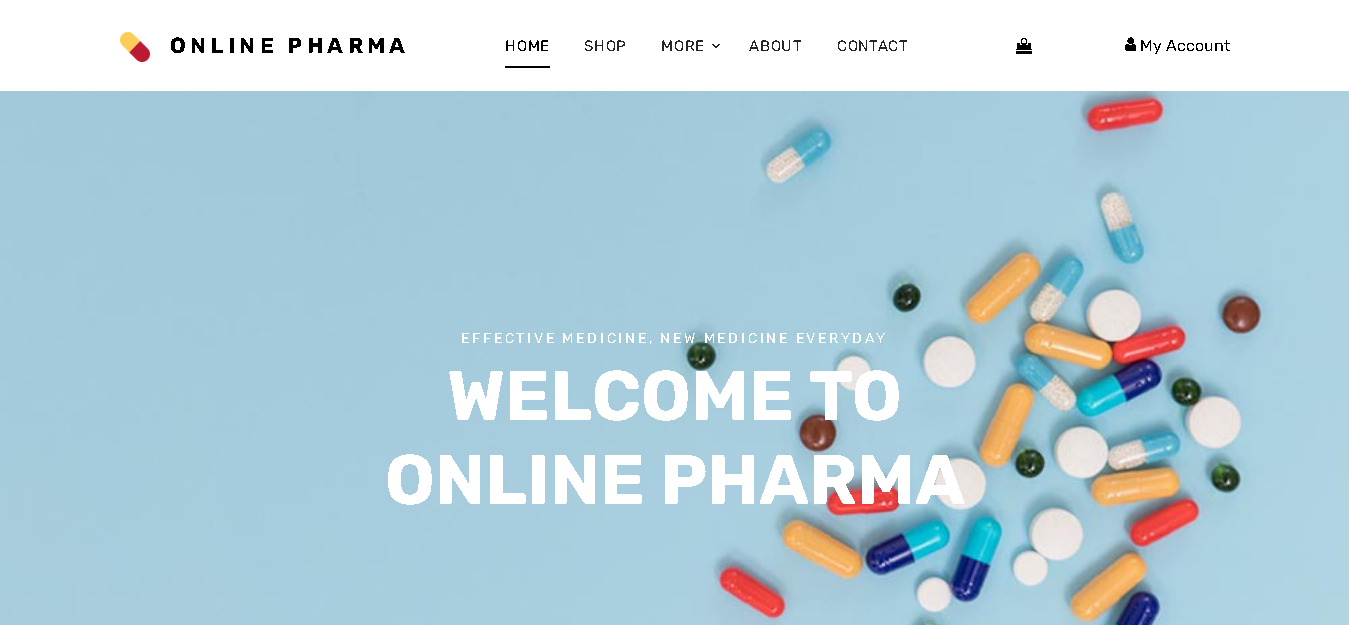 ONLINE PHARMA
HOME SHOP MORE ABOUT CONTACT
My Account
EFFECTIVE MEDICINE, NEW MEDICINE EVERYDAY
WELCOME TO
ONLINE PHARMA